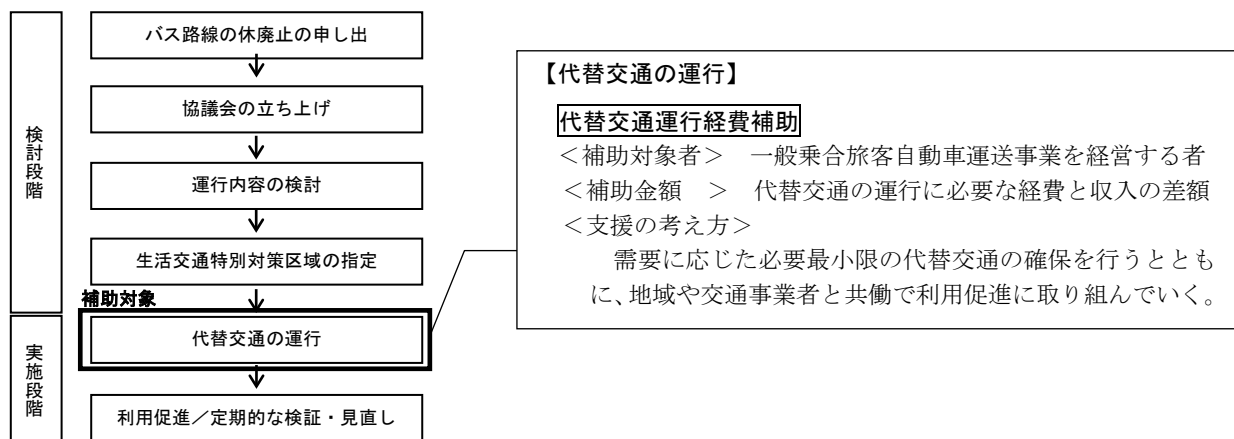 検討段階
バス路線の休廃止の申し出
協議会の立ち上げ
運行内容の検討
生活交通特別対策区域の指定
補助対象
実施段階
代替交通の運行
利用促進／定期的な検証・見直し
【代替交通の運行】
代替交通運行経費補助
＜補助対象者＞　一般乗合旅客自動車運送事業を経営する者
＜補助金額　＞　代替交通の運行に必要な経費と収入の差額
＜支援の考え方＞
需要に応じた必要最小限の代替交通の確保を行うととも
に、地域や交通事業者と共働で利用促進に取り組んでいく。